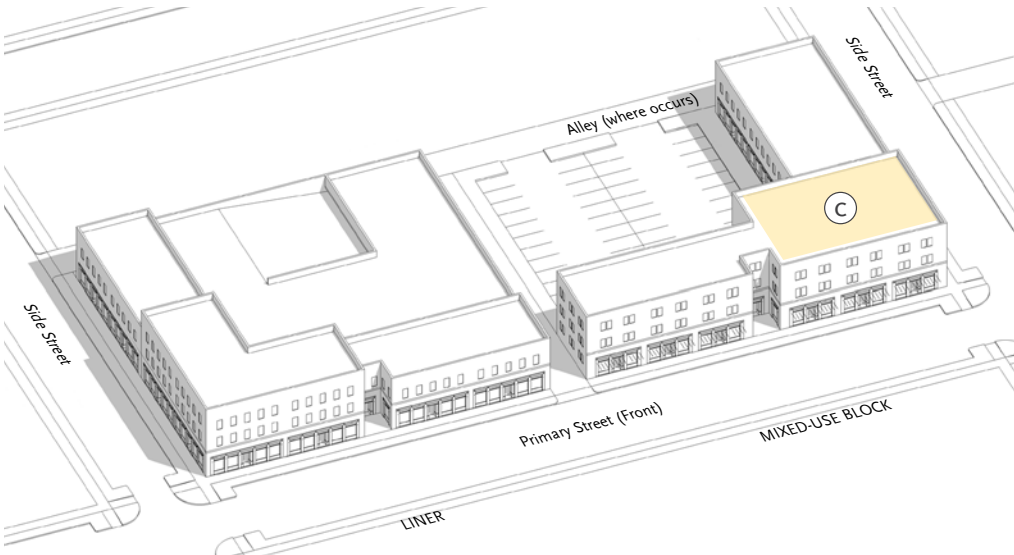 Side Street
Alley (where occurs)
C
Side Street
Primary Street (Front)
MIXED-USE BLOCK
LINER